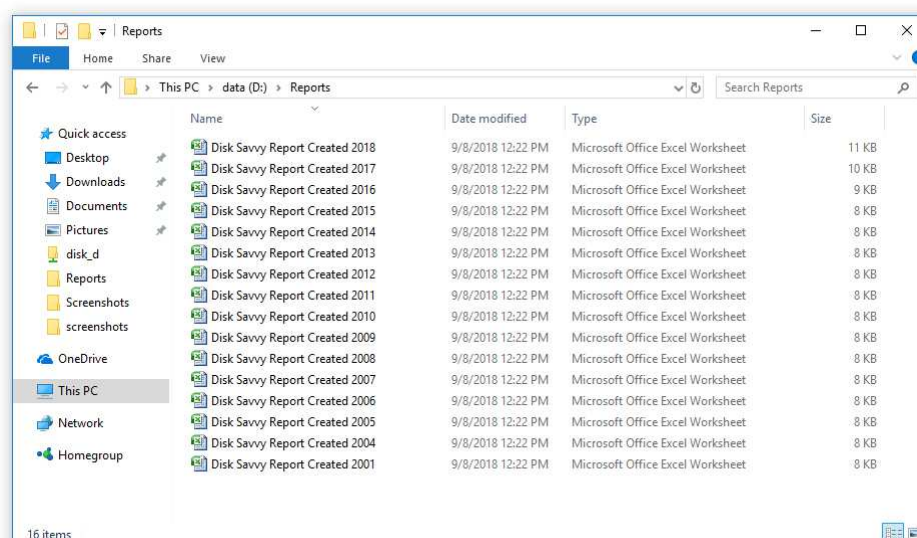 Reports
File Home Share View
This PC > data (D:) > Reports Search Reports
Name Date modified Type Size
Quick access
Desktop
Downloads
Documents
Pictures
disk_d
Reports
Screenshots
screenshots
OneDrive
This PC
Network
Homegroup
Disk Savvy Report Created 2018 9/8/2018 12:22 PM Microsoft Office Excel Worksheet 11 KB
Disk Savvy Report Created 2017 9/8/2018 12:22 PM Microsoft Office Excel Worksheet 10 KB
Disk Savvy Report Created 2016 9/8/2018 12:22 PM Microsoft Office Excel Worksheet 9 KB
Disk Savvy Report Created 2015 9/8/2018 12:22 PM Microsoft Office Excel Worksheet 8 KB
Disk Savvy Report Created 2014 9/8/2018 12:22 PM Microsoft Office Excel Worksheet 8 KB
Disk Savvy Report Created 2013 9/8/2018 12:22 PM Microsoft Office Excel Worksheet 8 KB
Disk Savvy Report Created 2012 9/8/2018 12:22 PM Microsoft Office Excel Worksheet 8 KB
Disk Savvy Report Created 2011 9/8/2018 12:22 PM Microsoft Office Excel Worksheet 8 KB
Disk Savvy Report Created 2010 9/8/2018 12:22 PM Microsoft Office Excel Worksheet 8 KB
Disk Savvy Report Created 2009 9/8/2018 12:22 PM Microsoft Office Excel Worksheet 8 KB
Disk Savvy Report Created 2008 9/8/2018 12:22 PM Microsoft Office Excel Worksheet 8 KB
Disk Savvy Report Created 2007 9/8/2018 12:22 PM Microsoft Office Excel Worksheet 8 KB
Disk Savvy Report Created 2006 9/8/2018 12:22 PM Microsoft Office Excel Worksheet 8 KB
Disk Savvy Report Created 2005 9/8/2018 12:22 PM Microsoft Office Excel Worksheet 8 KB
Disk Savvy Report Created 2004 9/8/2018 12:22 PM Microsoft Office Excel Worksheet 8 KB
Disk Savvy Report Created 2001 9/8/2018 12:22 PM Microsoft Office Excel Worksheet 8 KB
16 items